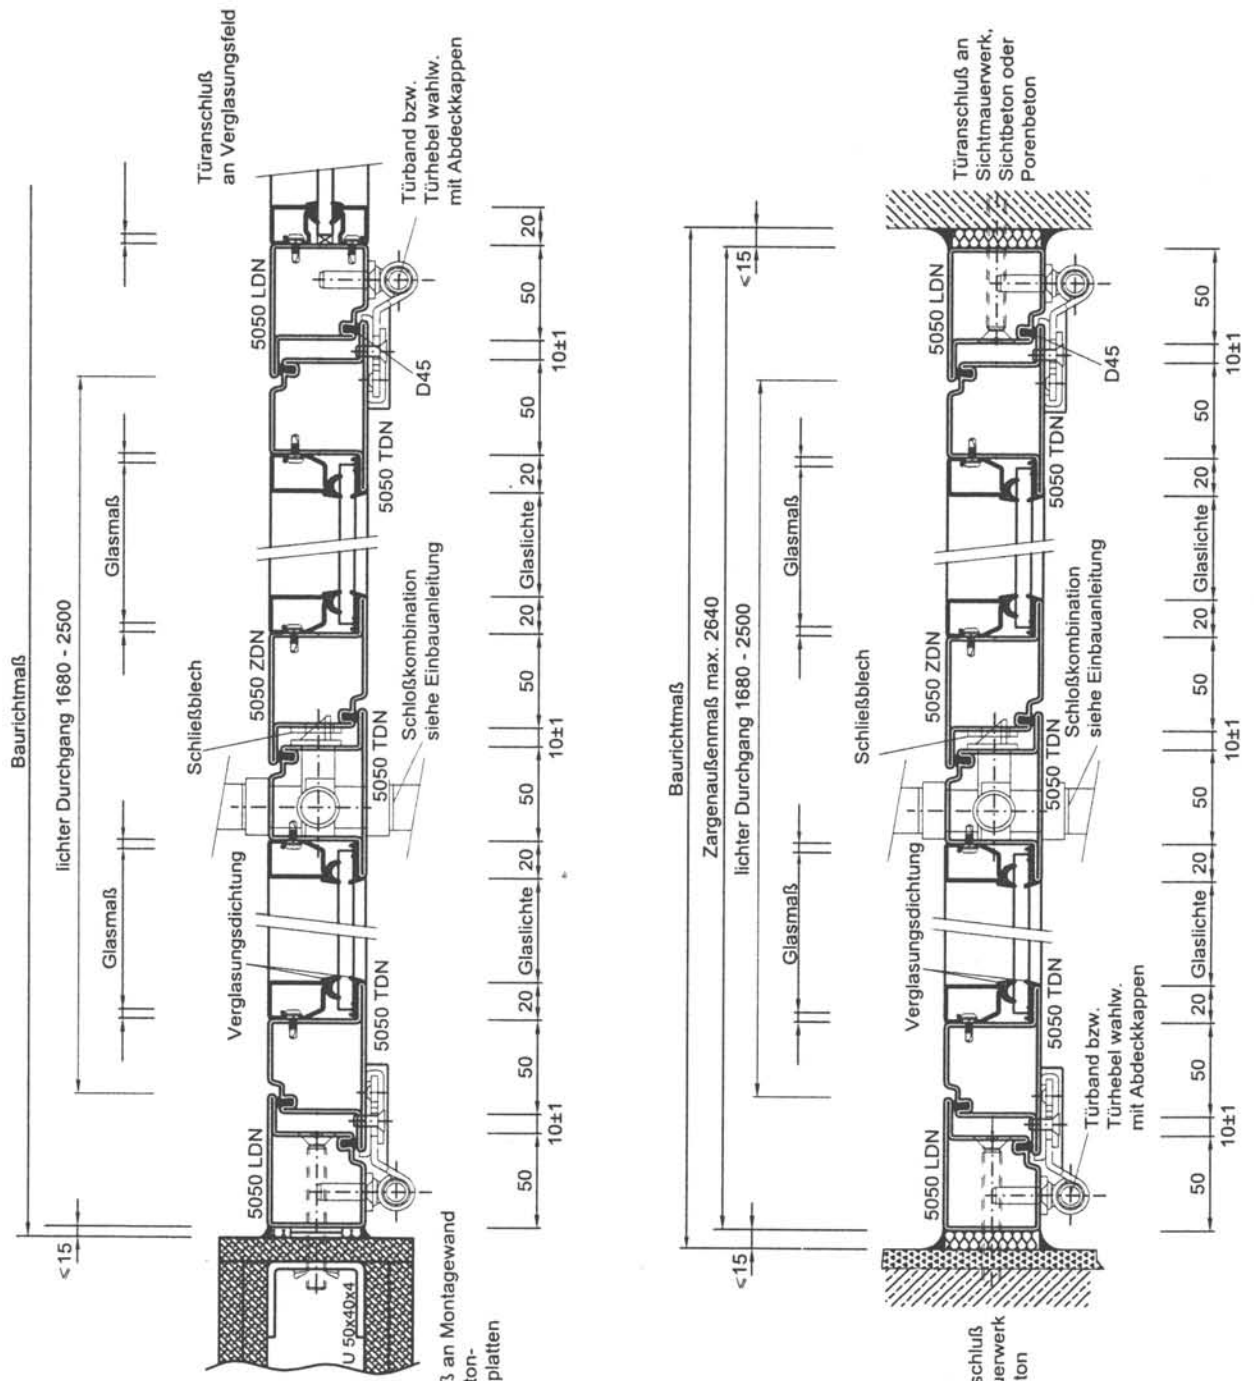 Türanschluß
an Verglasungsfeld
Türband bzw.
Türhebel wahlw.
mit Abdeckkappen
Baurichtmaß
lichter Durchgang 1680 - 2500
Glasmaß
Glasmaß
<15
5050 LDN
5050 TDN
Verglasungsdichtung
5050 TDN
Schließblech
5050 ZDN
Schloßkombination
siehe Einbauanleitung
5050 TDN
5050 LDN
D45
50
10±1
50
20
Glaslichte
20
50
10±1
50
20
Glaslichte
20
50
10±1
50
20
U 50x40x4
ß an Montagewand
ton-
platten
Türanschluß an
Sichtmauerwerk,
Sichtbeton oder
Porenbeton
Baurichtmaß
Zargenaußenmaß max. 2640
lichter Durchgang 1680 - 2500
Glasmaß
Glasmaß
<15
<15
5050 LDN
5050 TDN
Verglasungsdichtung
5050 TDN
Schließblech
5050 ZDN
Schloßkombination
siehe Einbauanleitung
5050 TDN
5050 LDN
D45
Türband bzw.
Türhebel wahlw.
mit Abdeckkappen
50
10±1
50
20
Glaslichte
20
50
10±1
50
20
Glaslichte
20
50
10±1
50
schluß
uerwerk
ton